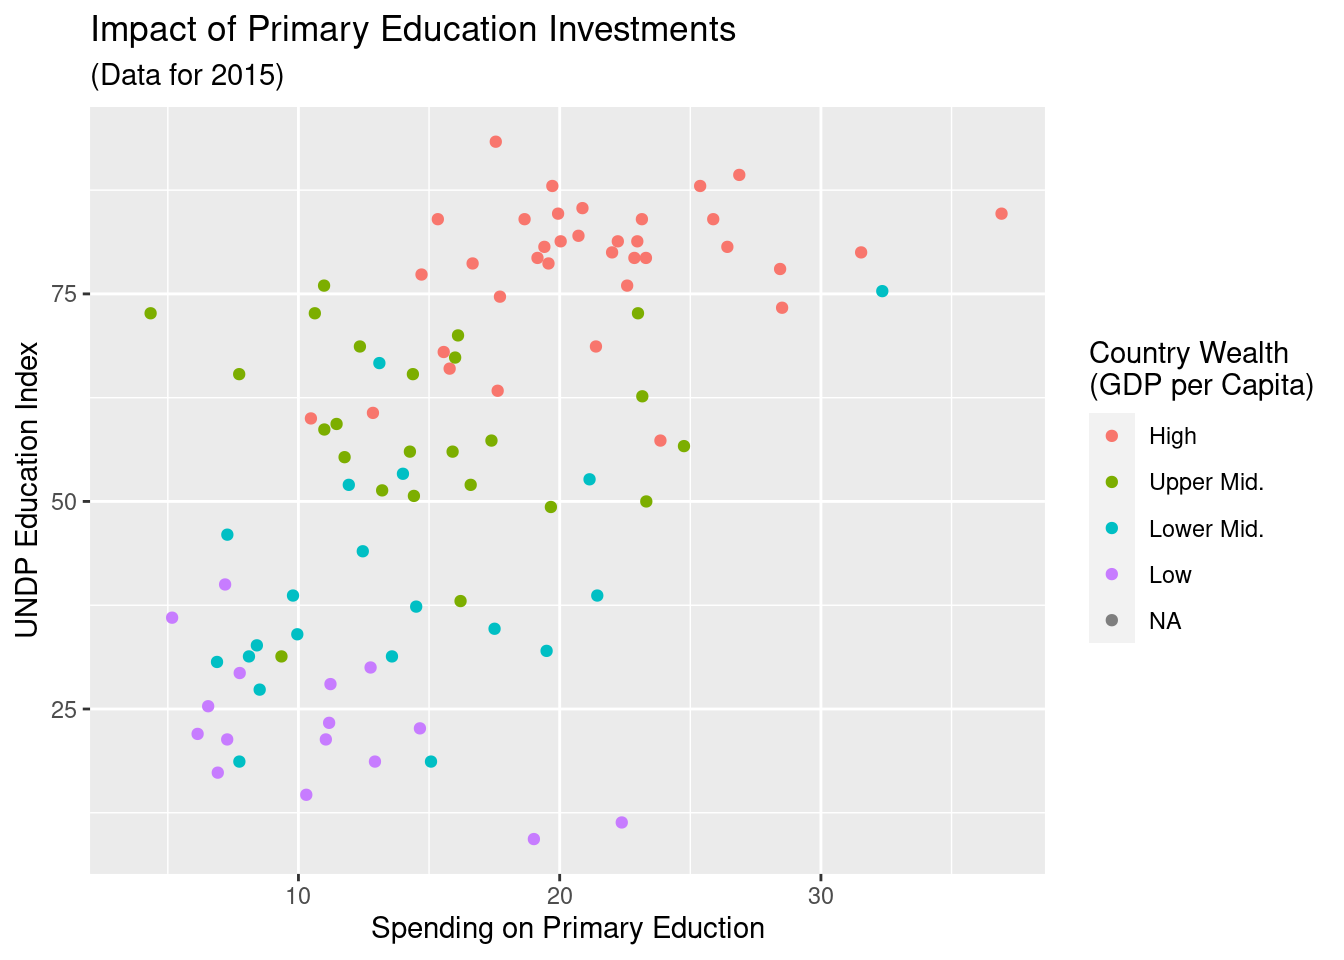 Impact of Primary Education Investments
(Data for 2015)
UNDP Education Index
75
50
25
10
20
30
Spending on Primary Eduction
Country Wealth
(GDP per Capita)
High
Upper Mid.
Lower Mid.
Low
NA